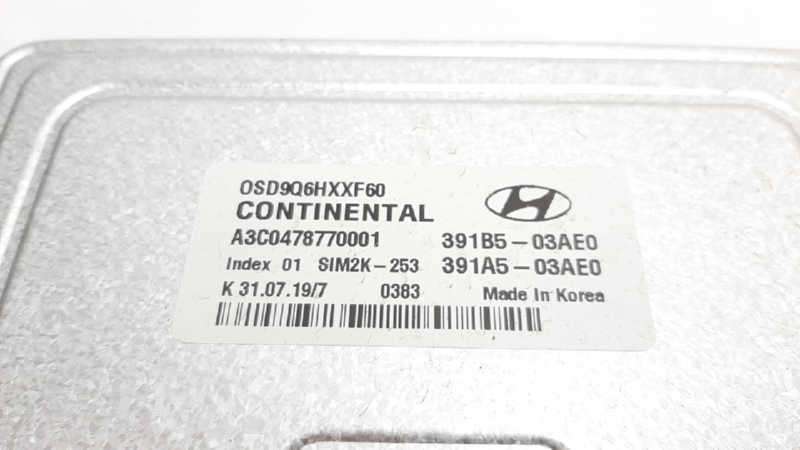 OSD9Q6HXXF60
CONTINENTAL
A3C0478770001 391B5-03AE0
Index 01 SIM2K-253 391A5-03AE0
K 31.07.19/7 0383 Made In Korea